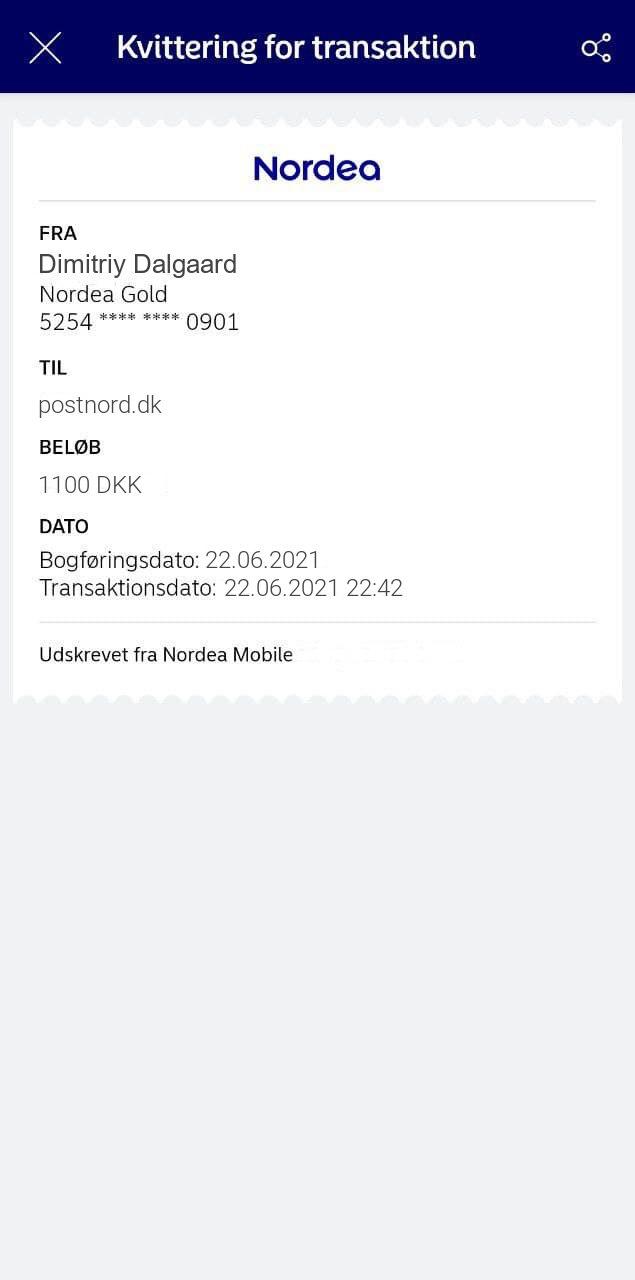 Kvittering for transaktion
Nordea
FRA
Dimitriy Dalgaard
Nordea Gold
5254 **** **** 0901
TIL
postnord.dk
BELØB
1100 DKK
DATO
Bogføringsdato: 22.06.2021
Transaktionsdato: 22.06.2021 22:42
Udskrevet fra Nordea Mobile